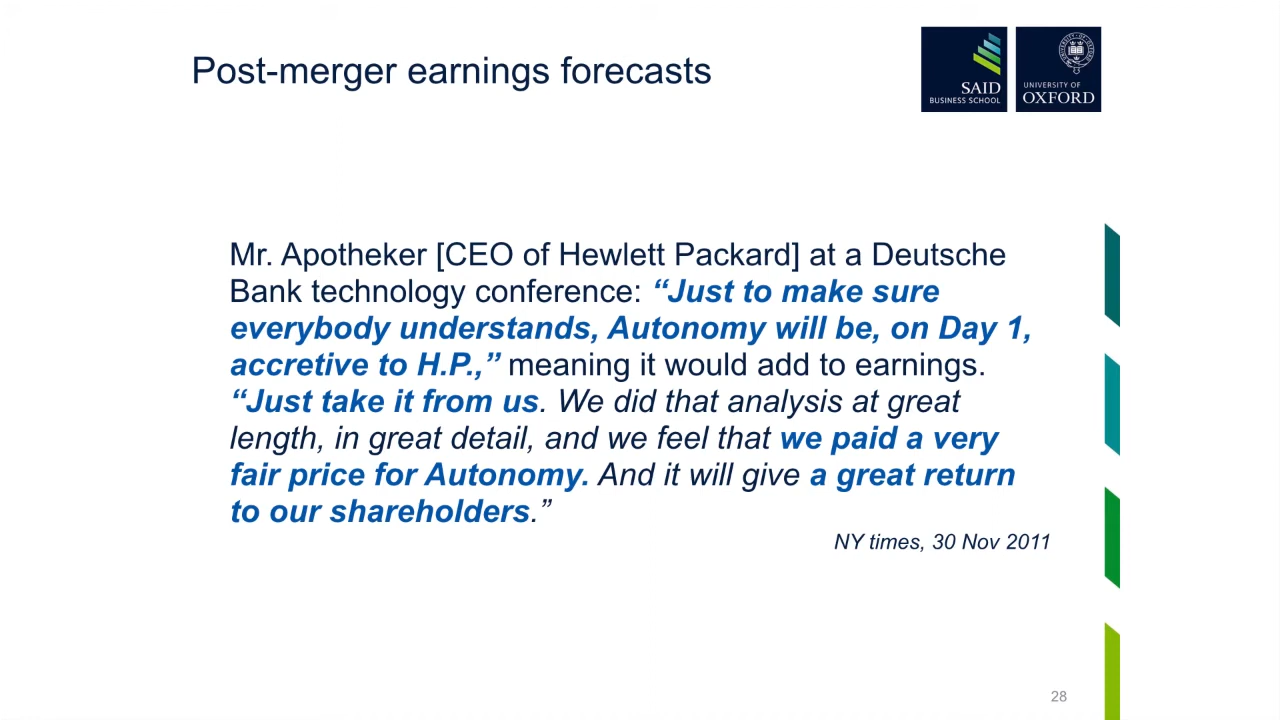 Post-merger earnings forecasts
SAID
BUSINESS SCHOOL
UNIVERSITY OF
OXFORD
Mr. Apotheker [CEO of Hewlett Packard] at a Deutsche
Bank technology conference: “Just to make sure
everybody understands, Autonomy will be, on Day 1,
accretive to H.P.,” meaning it would add to earnings.
“Just take it from us. We did that analysis at great
length, in great detail, and we feel that we paid a very
fair price for Autonomy. And it will give a great return
to our shareholders.”
NY times, 30 Nov 2011
28